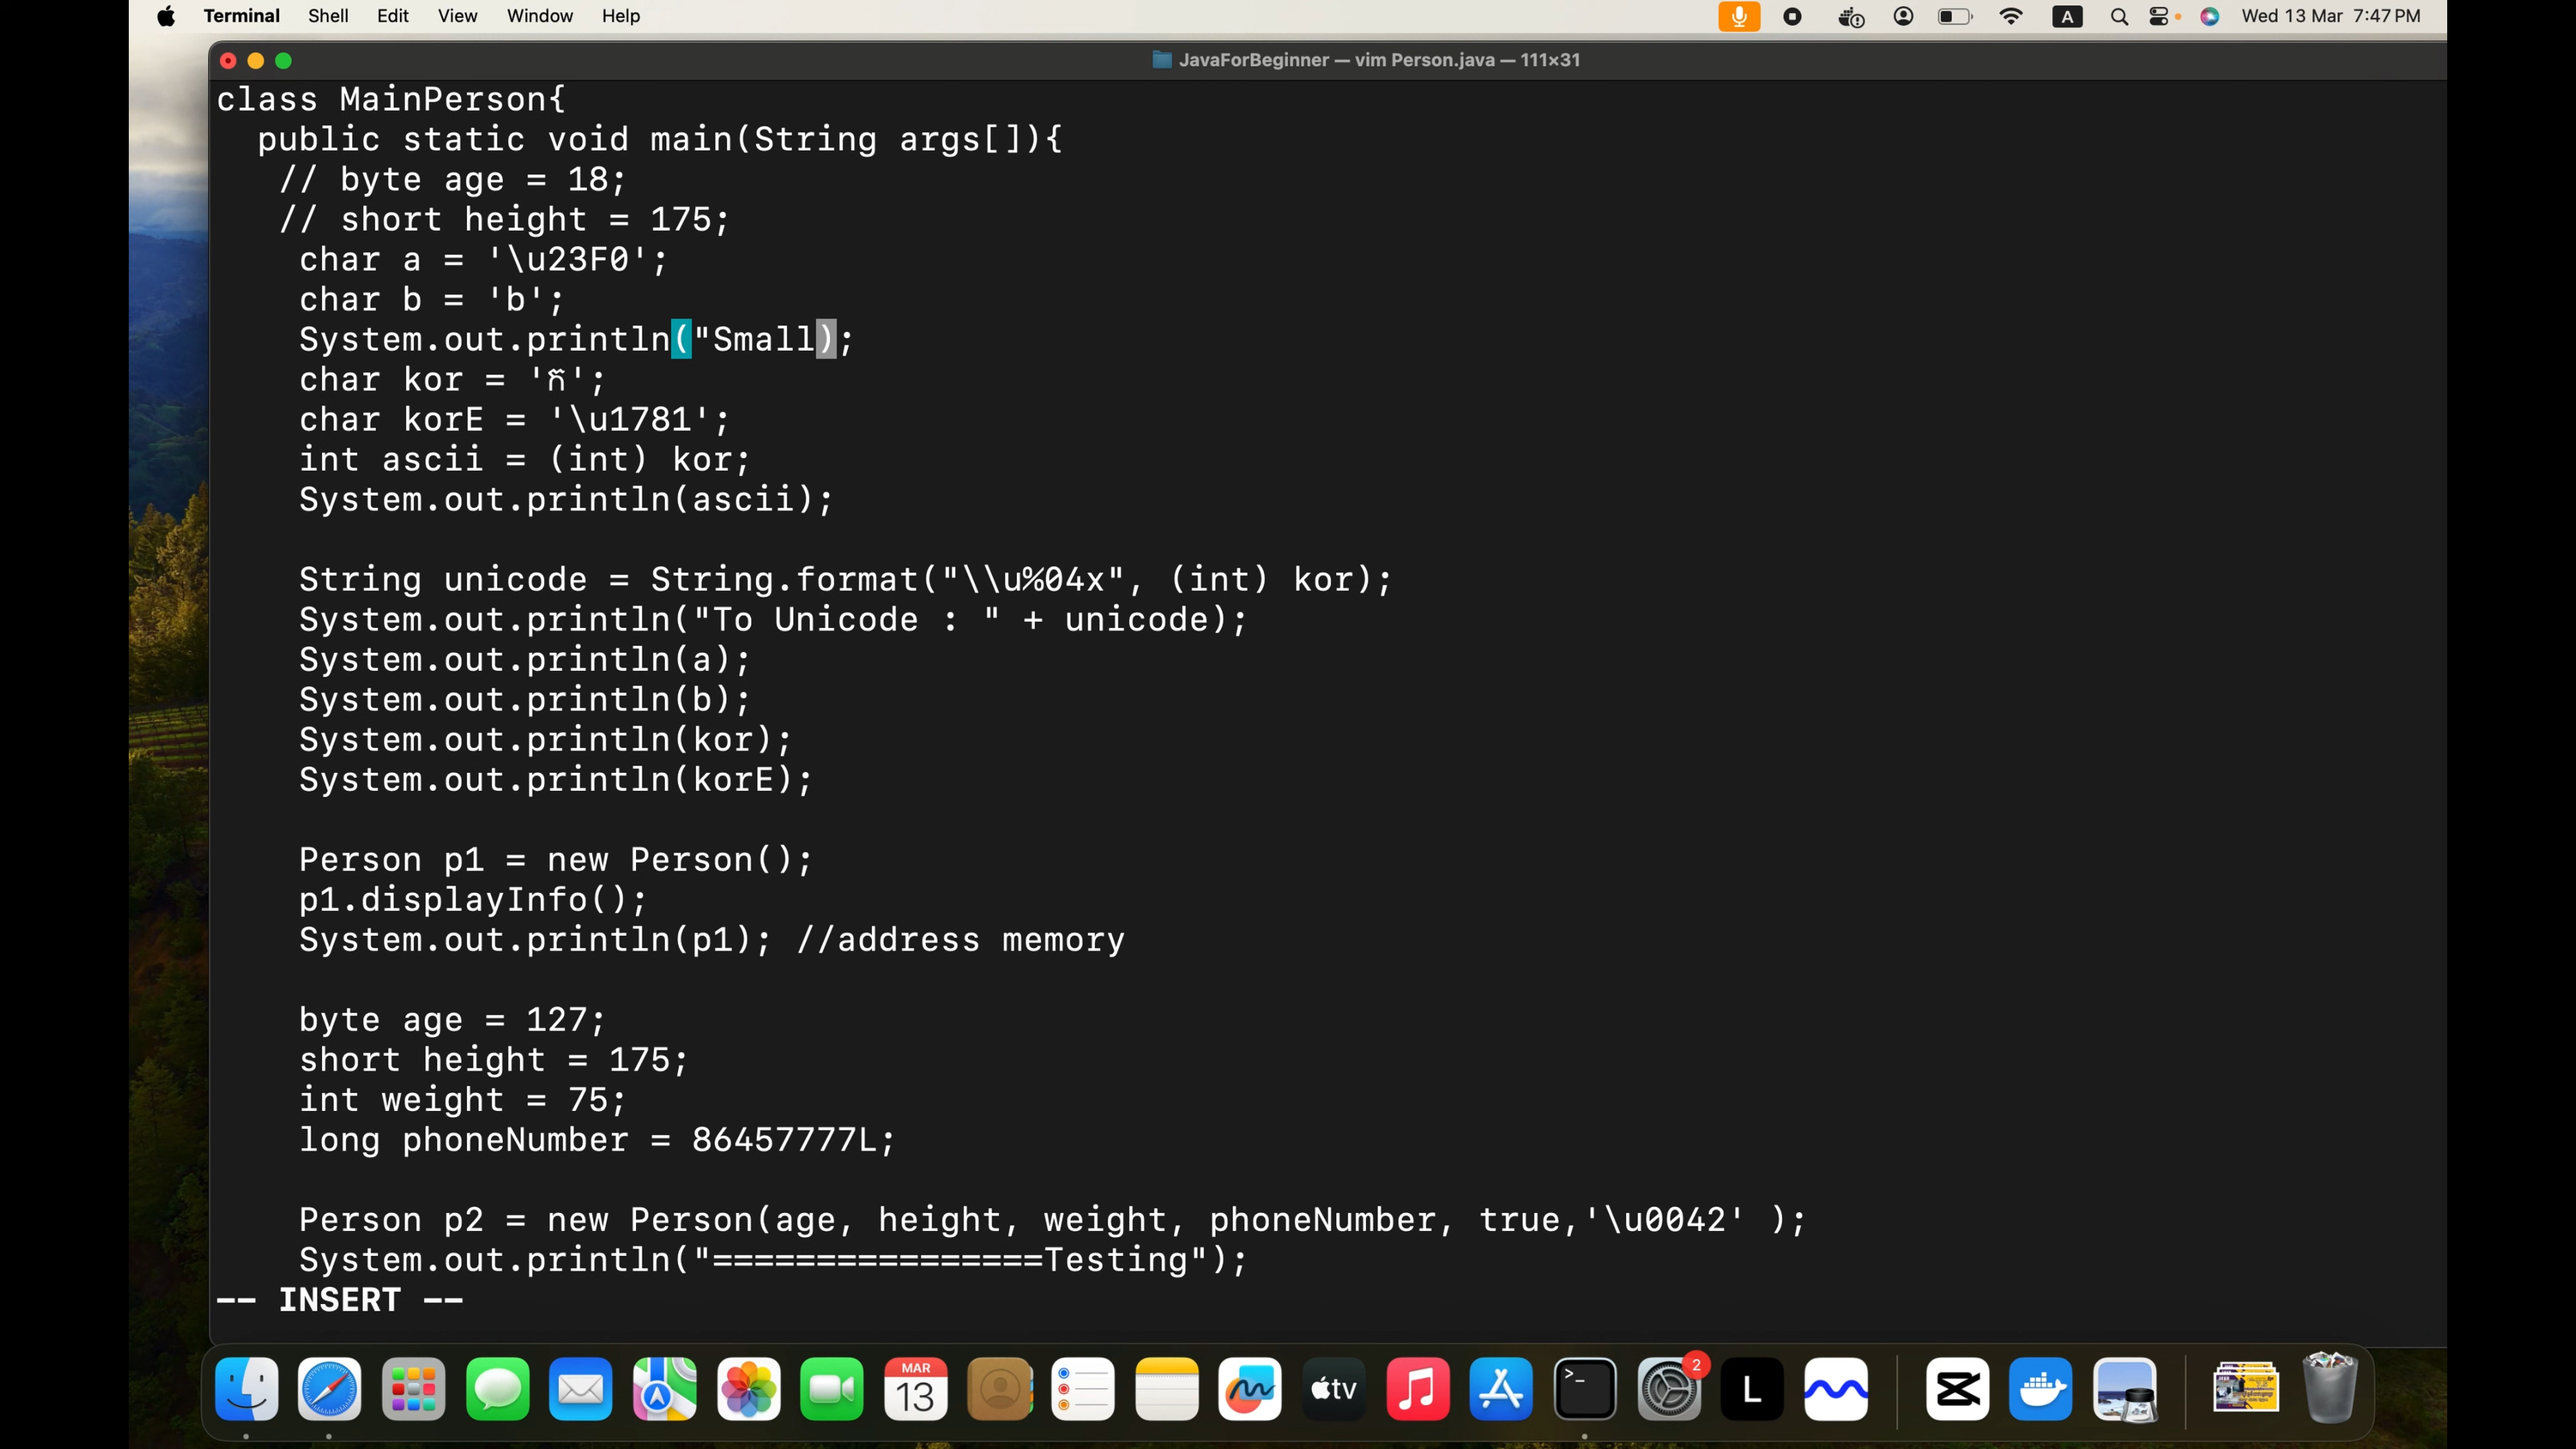 Terminal Shell Edit View Window Help A Wed 13 Mar 7:47 PM
JavaForBeginner — vim Person.java — 111×31
class MainPerson{
public static void main(String args[]){
// byte age = 18;
// short height = 175;
char a = '\u23F0';
char b = 'b';
System.out.println("Small);
char kor = 'ក';
char korE = '\u1781';
int ascii = (int) kor;
System.out.println(ascii);
String unicode = String.format("\\u%04x", (int) kor);
System.out.println("To Unicode : " + unicode);
System.out.println(a);
System.out.println(b);
System.out.println(kor);
System.out.println(korE);
Person p1 = new Person();
p1.displayInfo();
System.out.println(p1); //address memory
byte age = 127;
short height = 175;
int weight = 75;
long phoneNumber = 86457777L;
Person p2 = new Person(age, height, weight, phoneNumber, true,'\u0042' );
System.out.println("================Testing");
-- INSERT --
MAR
13
tv
>_
2
L